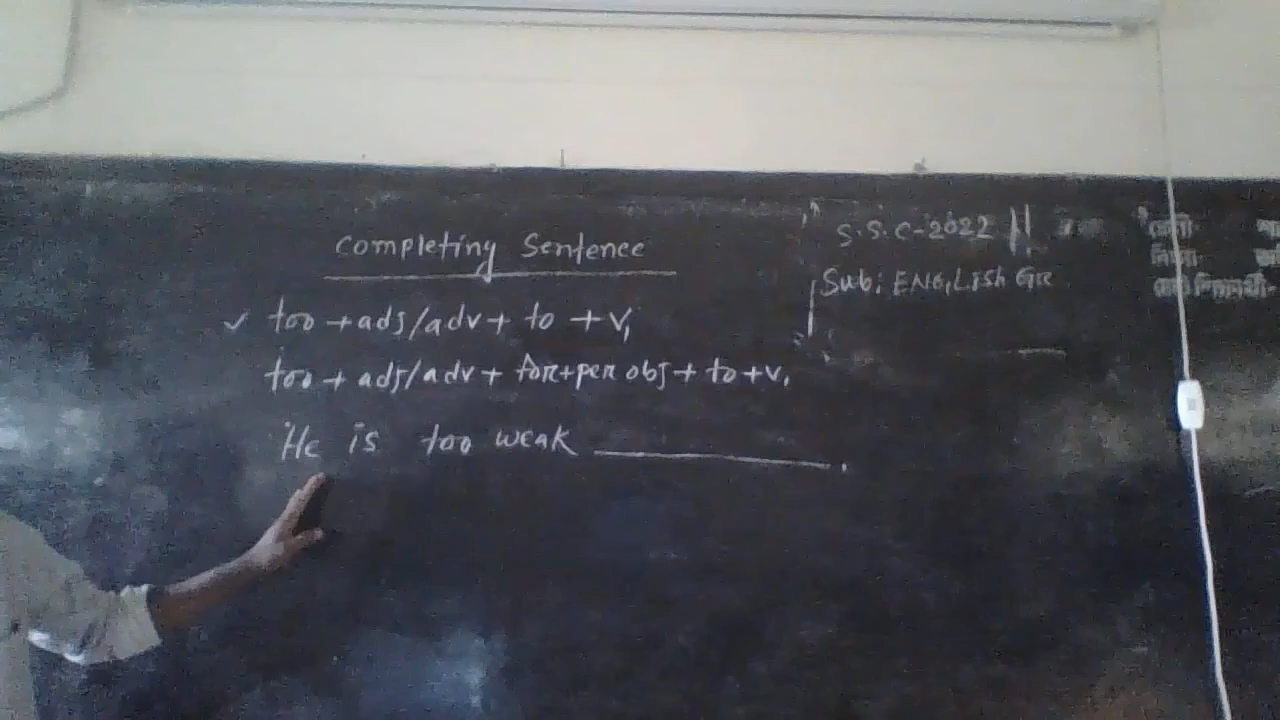 Completing Sentence
✓ too + adj/adv + to + V1
too + adj/adv + for + per obj + to + V1
He is too weak ________.
S.S.C-2022
Sub: ENGLISH Gr